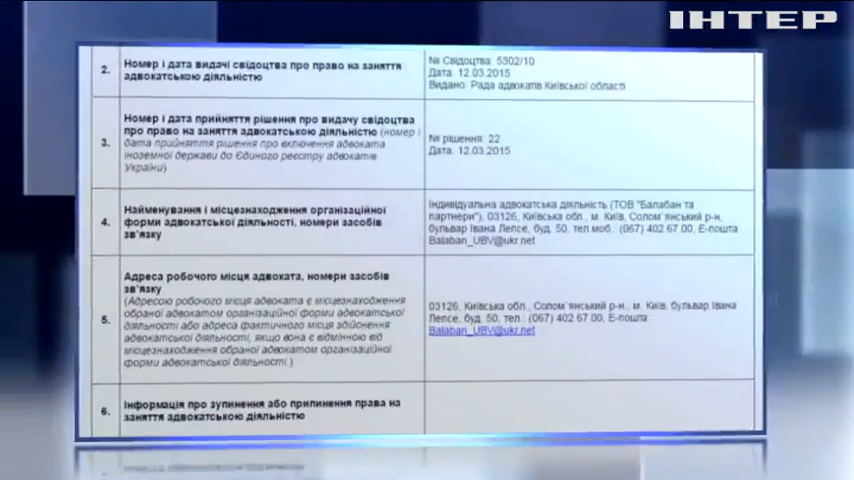 ІНТЕР
2.
Номер і дата видачі свідоцтва про право на заняття
адвокатською діяльністю
№ Свідоцтва: 5302/10
Дата: 12.03.2015
Видано: Рада адвокатів Київської області
3.
Номер і дата прийняття рішення про видачу свідоцтва
про право на заняття адвокатською діяльністю (номер і
дата прийняття рішення про включення адвоката
іноземної держави до Єдиного реєстру адвокатів
України)
№ рішення: 22
Дата: 12.03.2015
4.
Найменування і місцезнаходження організаційної
форми адвокатської діяльності, номери засобів
зв'язку
Індивідуальна адвокатська діяльність (ТОВ "Балабан та
партнери"), 03126, Київська обл., м. Київ, Солом`янський р-н,
бульвар Івана Лепсе, буд. 50, тел.моб.: (067) 402 67 00, Е-пошта
Balaban_UBV@ukr.net
5.
Адреса робочого місця адвоката, номери засобів
зв'язку
(Адресою робочого місця адвоката є місцезнаходження
обраної адвокатом організаційної форми адвокатської
діяльності або адреса фактичного місця здійснення
адвокатської діяльності, якщо вона є відмінною від
місцезнаходження обраної адвокатом організаційної
форми адвокатської діяльності.)
03126, Київська обл., Солом`янський р-н., м. Київ, бульвар Івана
Лепсе, буд. 50, тел.: (067) 402 67 00, Е-пошта:
Balaban_UBV@ukr.net
6.
Інформація про зупинення або припинення права на
заняття адвокатською діяльністю